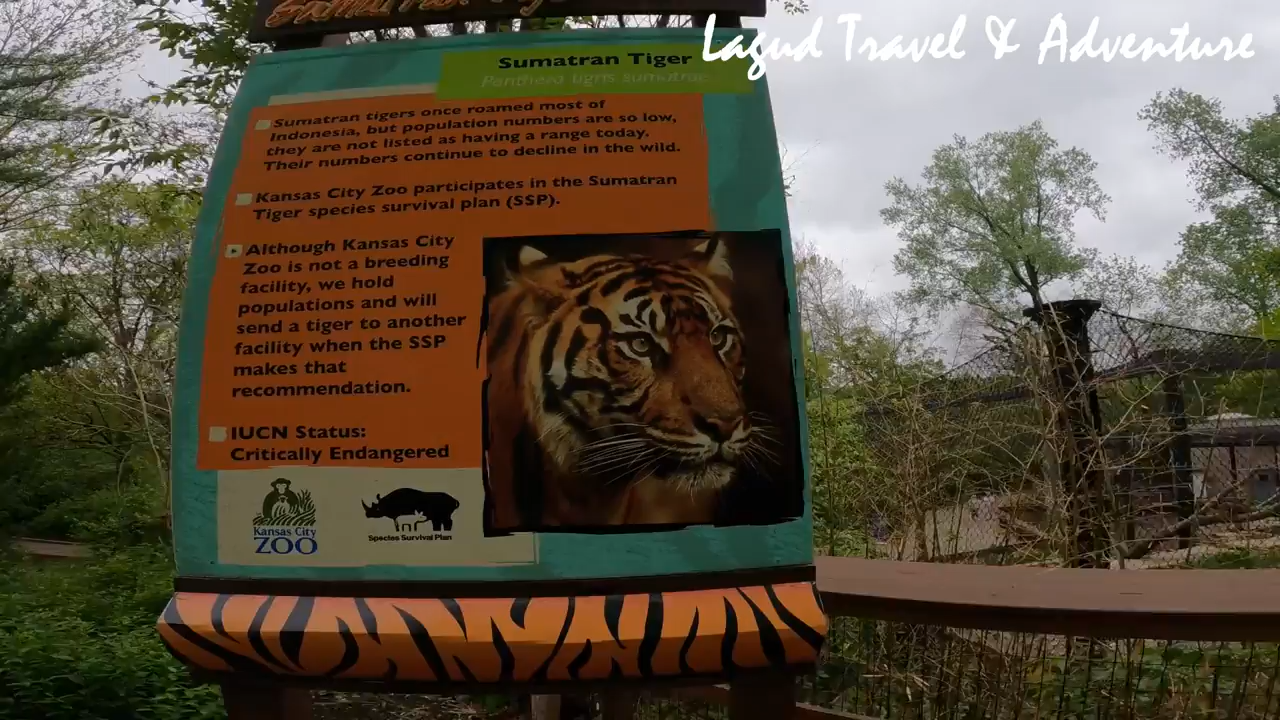 Lagud Travel & Adventure
Sumatran Tiger
Panthera tigris sumatrae
Sumatran tigers once roamed most of
Indonesia, but population numbers are so low,
they are not listed as having a range today.
Their numbers continue to decline in the wild.
Kansas City Zoo participates in the Sumatran
Tiger species survival plan (SSP).
Although Kansas City
Zoo is not a breeding
facility, we hold
populations and will
send a tiger to another
facility when the SSP
makes that
recommendation.
IUCN Status:
Critically Endangered
Kansas City
ZOO
Species Survival Plan